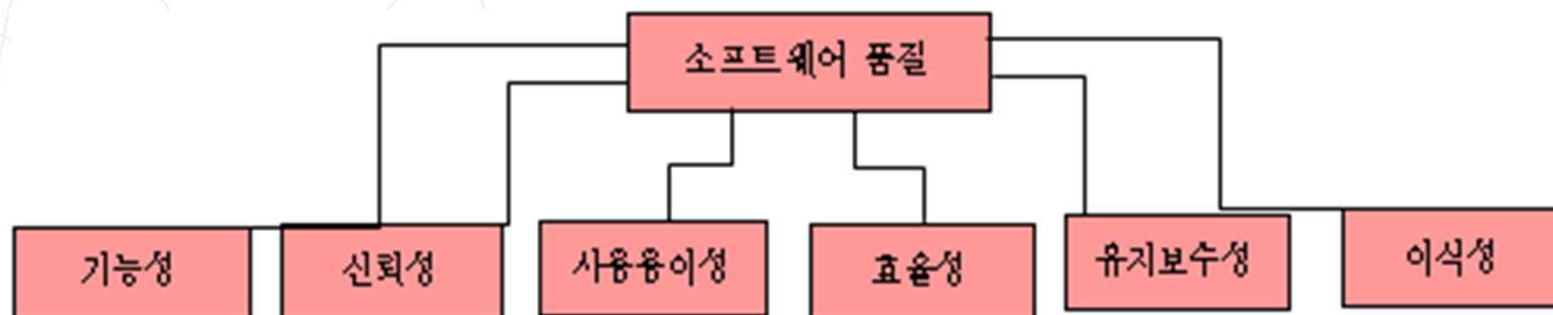 소프트웨어 품질
기능성
신뢰성
사용용이성
효율성
유지보수성
이식성